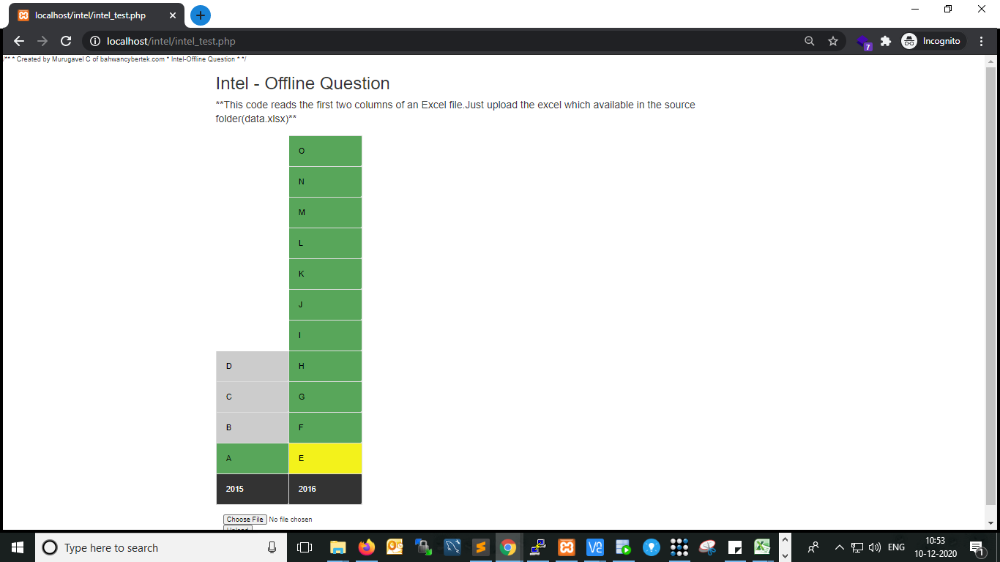 localhost/intel/intel_test.php
localhost/intel/intel_test.php
7
Incognito
/** * Created by Murugavel C of bahwancybertek.com * Intel-Offline Question * */
Intel - Offline Question
**This code reads the first two columns of an Excel file.Just upload the excel which available in the source
folder(data.xlsx)**
O
N
M
L
K
J
I
D H
C G
B F
A E
2015 2016
Choose File No file chosen
Upload
Type here to search
ENG
10:53
10-12-2020
1